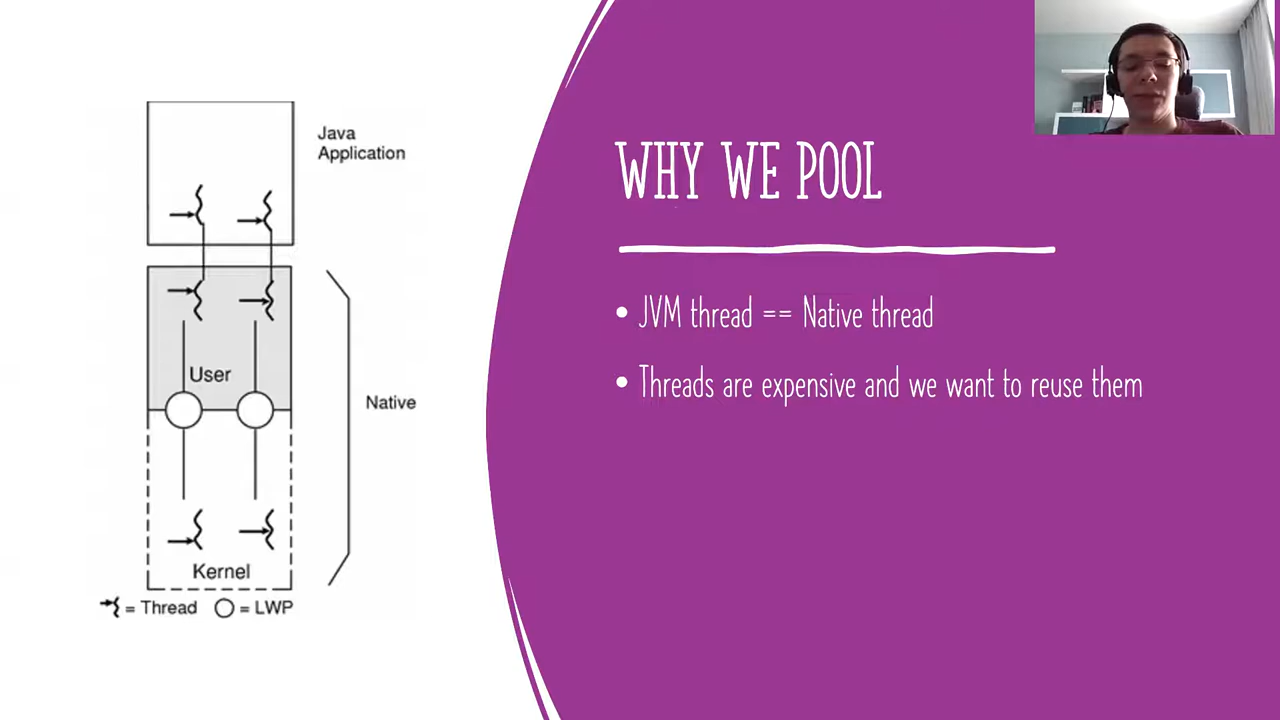 Java
Application
User
Native
Kernel
= Thread
= LWP
WHY WE POOL
• JVM thread == Native thread
• Threads are expensive and we want to reuse them